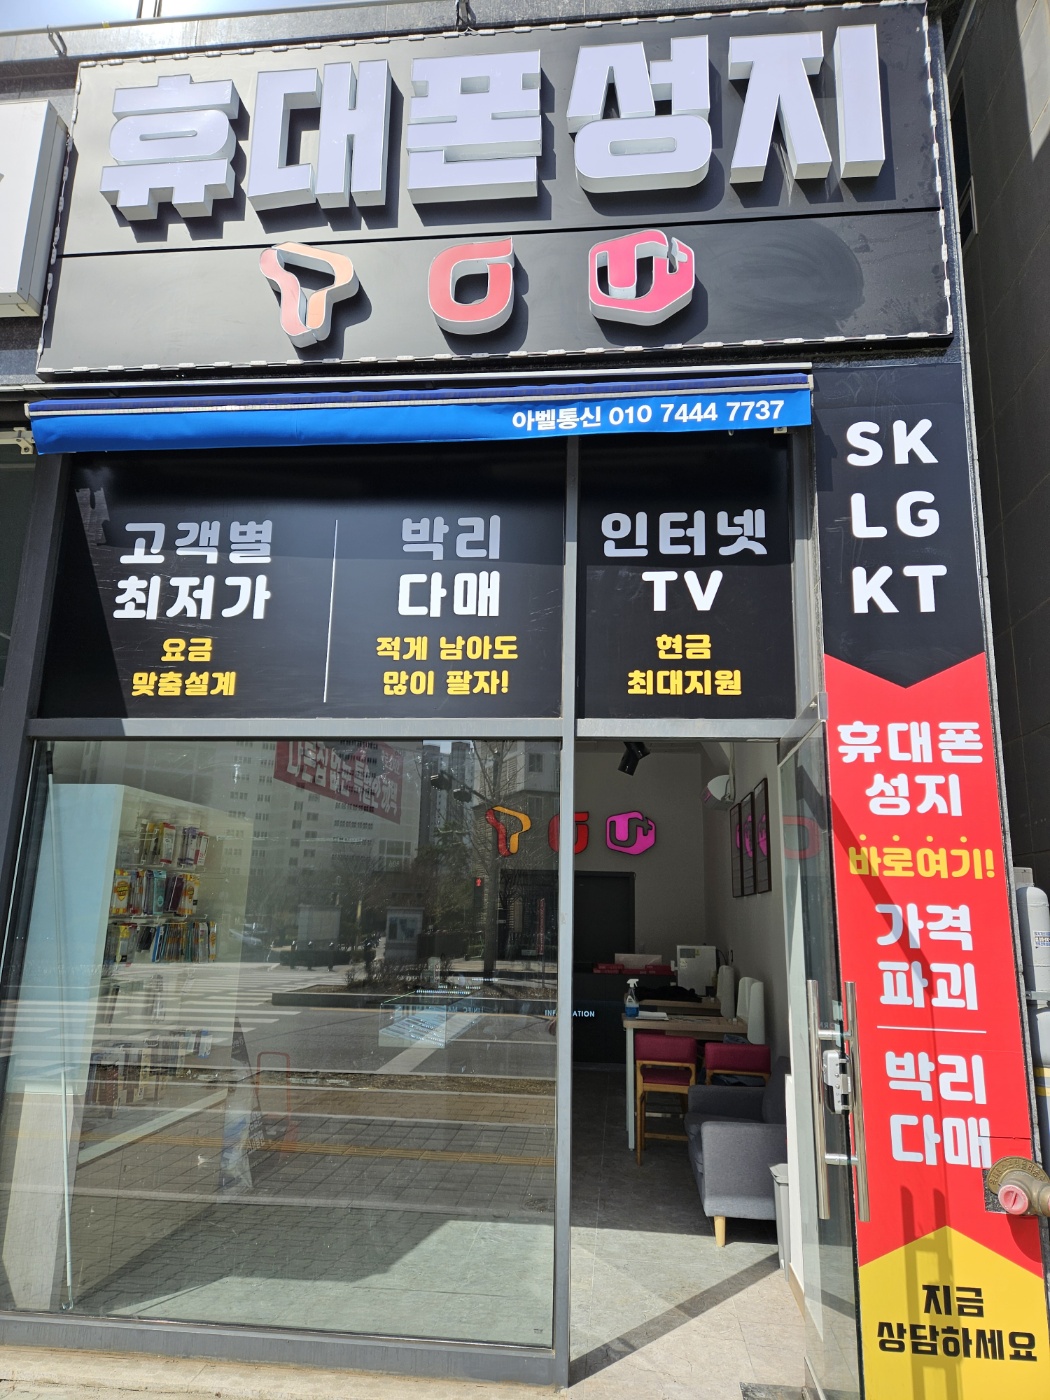 휴대폰성지
아벨통신 010 7444 7737
고객별
최저가
요금
맞춤설계
박리
다매
적게 남아도
많이 팔자!
인터넷
TV
현금
최대지원
SK
LG
KT
휴대폰
성지
바로여기!
가격
파괴
박리
다매
지금
상담하세요
U+
U+